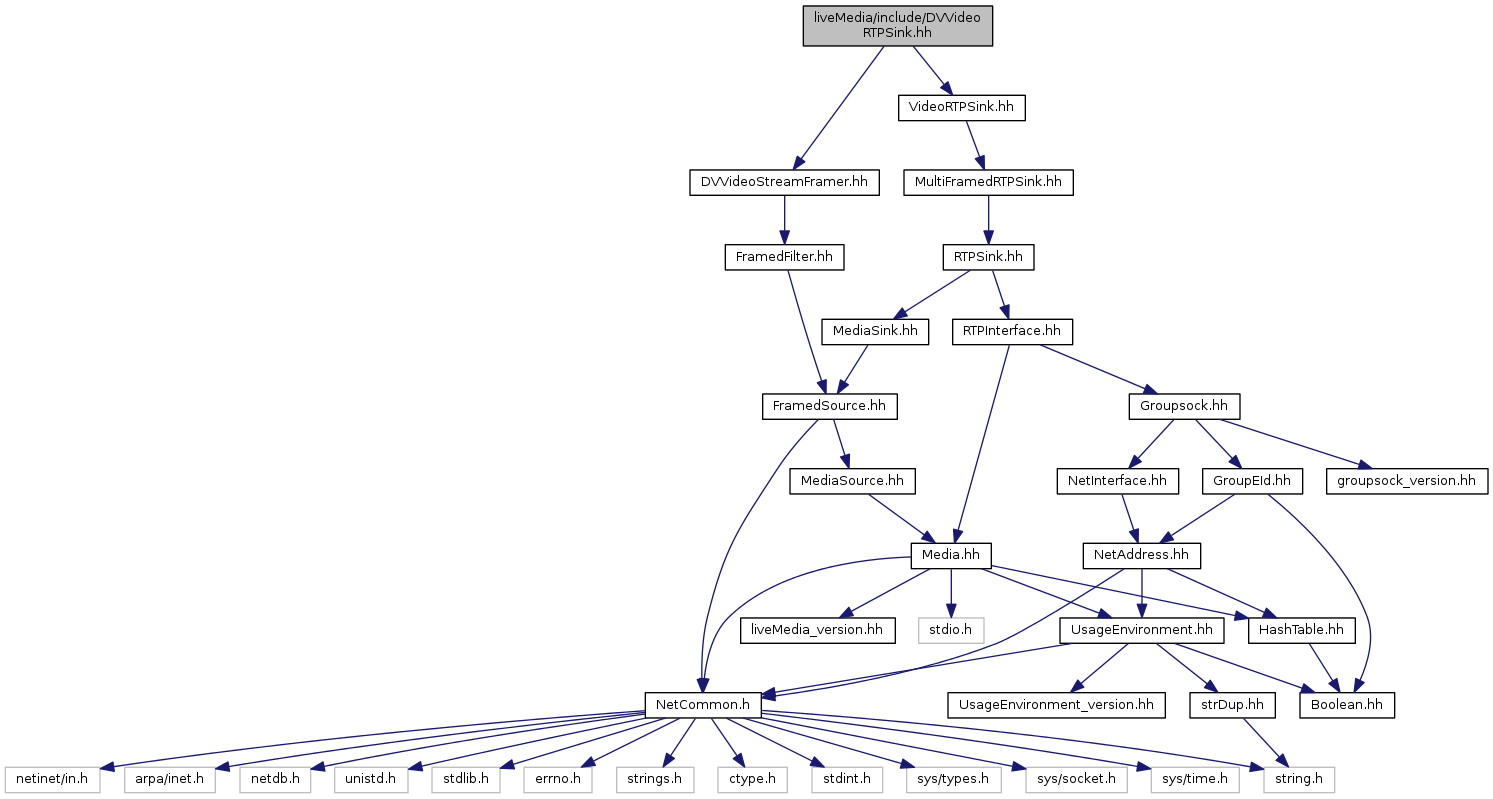 liveMedia/include/DVVideo
RTPSink.hh
VideoRTPSink.hh
DVVideoStreamFramer.hh
MultiFramedRTPSink.hh
FramedFilter.hh
RTPSink.hh
MediaSink.hh
RTPInterface.hh
FramedSource.hh
Groupsock.hh
MediaSource.hh
NetInterface.hh
GroupEId.hh
groupsock_version.hh
Media.hh
NetAddress.hh
liveMedia_version.hh
stdio.h
UsageEnvironment.hh
HashTable.hh
NetCommon.h
UsageEnvironment_version.hh
strDup.hh
Boolean.hh
netinet/in.h
arpa/inet.h
netdb.h
unistd.h
stdlib.h
errno.h
strings.h
ctype.h
stdint.h
sys/types.h
sys/socket.h
sys/time.h
string.h